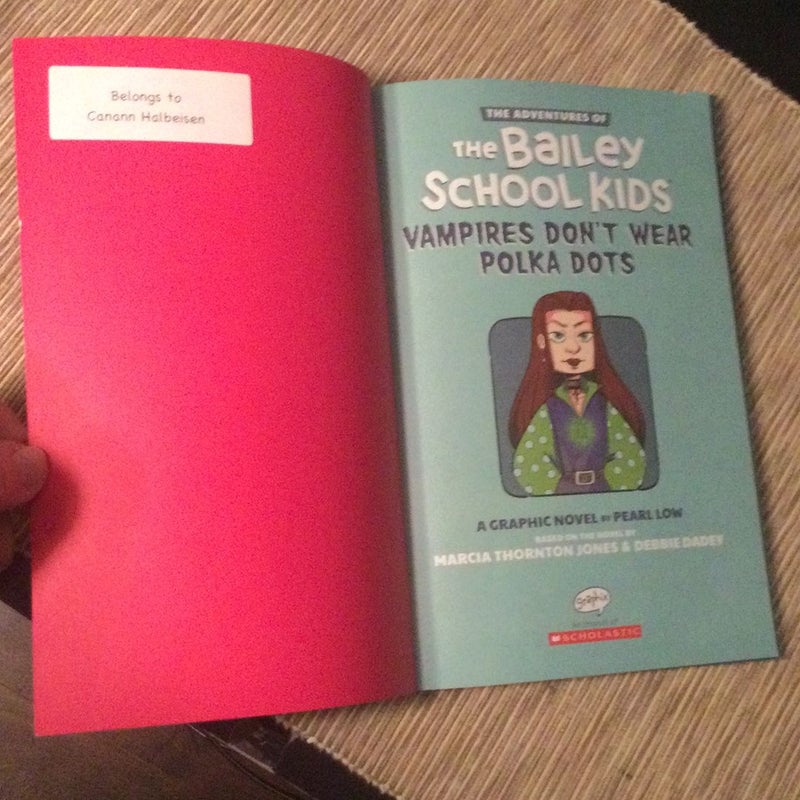 Belongs to
Canann Halbeisen
THE ADVENTURES OF
THE BAILEY
SCHOOL KIDS
VAMPIRES DON'T WEAR
POLKA DOTS
A GRAPHIC NOVEL BY PEARL LOW
BASED ON THE NOVEL BY
MARCIA THORNTON JONES & DEBBIE DADEY
graphix
SCHOLASTIC